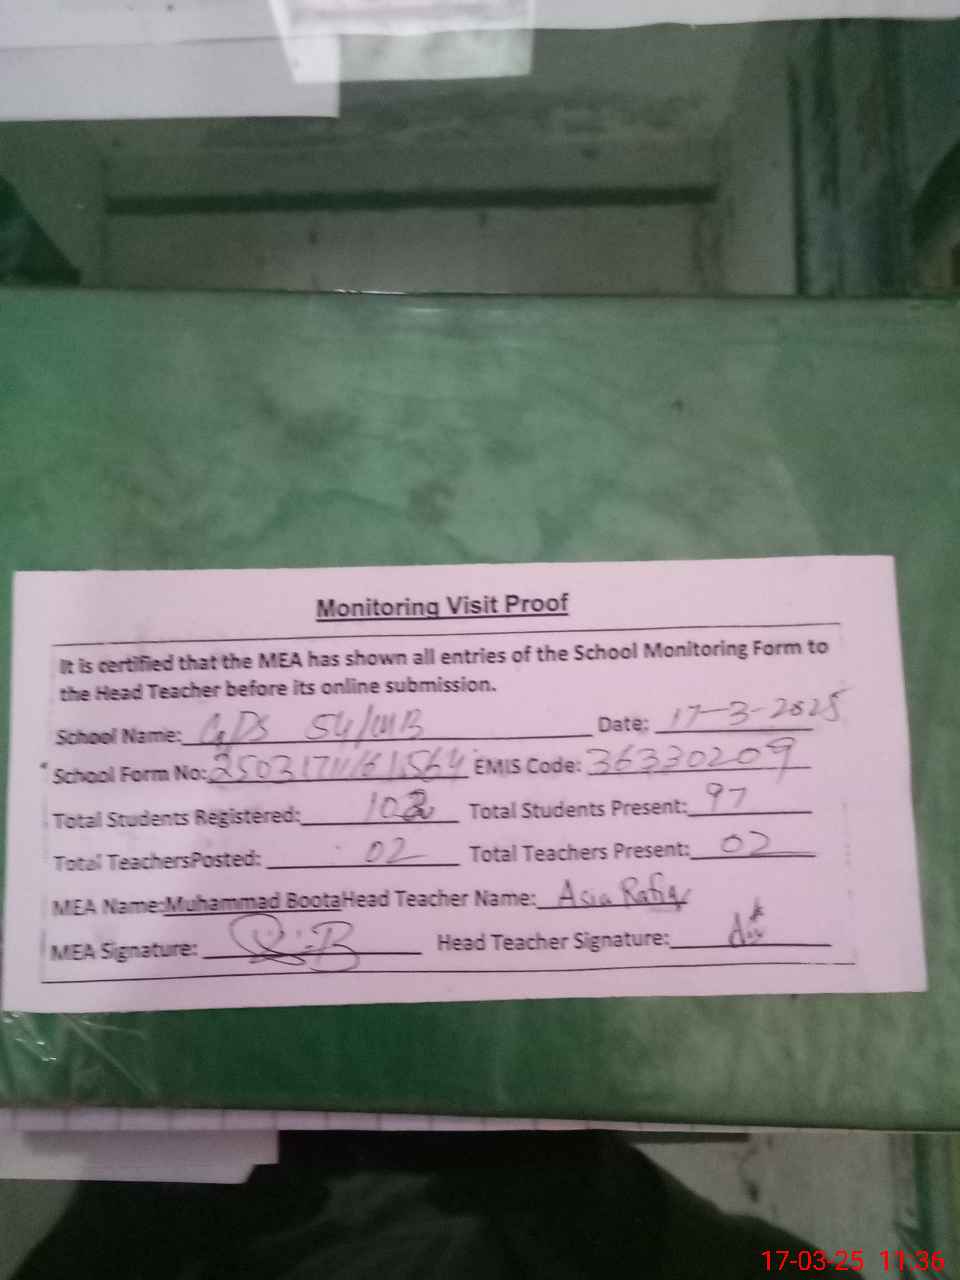 Monitoring Visit Proof
It is certified that the MEA has shown all entries of the School Monitoring Form to
the Head Teacher before its online submission.
School Name: GPS 54/MB Date: 17-3-2025
School Form No: EMIS Code: 36330209
Total Students Registered: 102 Total Students Present: 97
Total TeachersPosted: 02 Total Teachers Present: 02
MEA Name:Muhammad BootaHead Teacher Name: Asia Rafiq
MEA Signature: Head Teacher Signature:
17-03-25 11:36